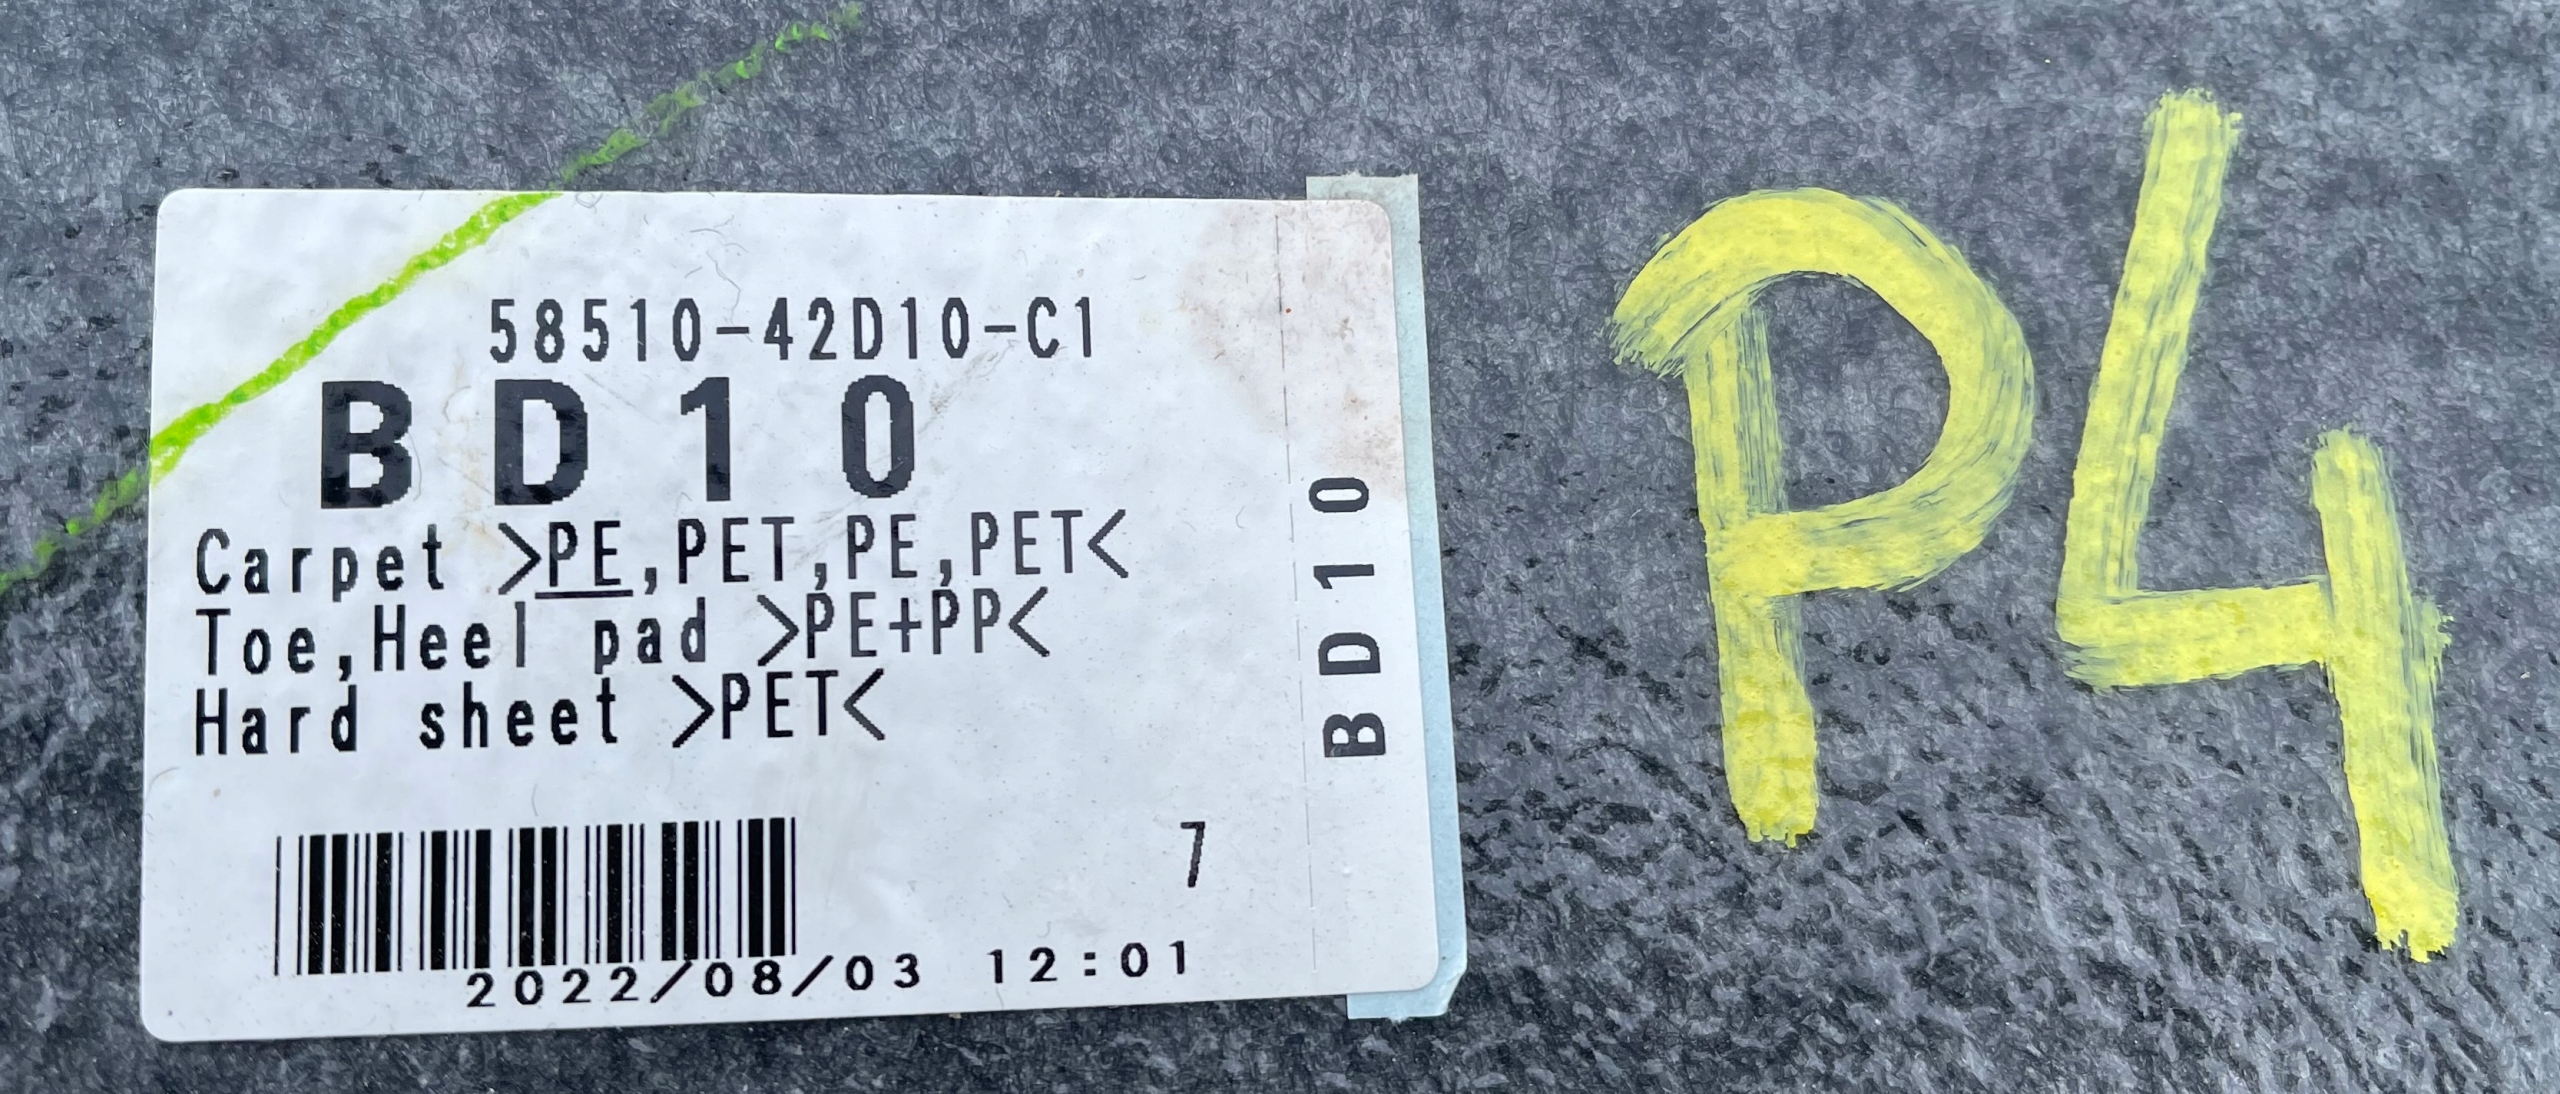 58510-42D10-C1
BD10
Carpet >PE,PET,PE,PET<
Toe,Heel pad >PE+PP<
Hard sheet >PET<
7
2022/08/03 12:01
BD10
P4